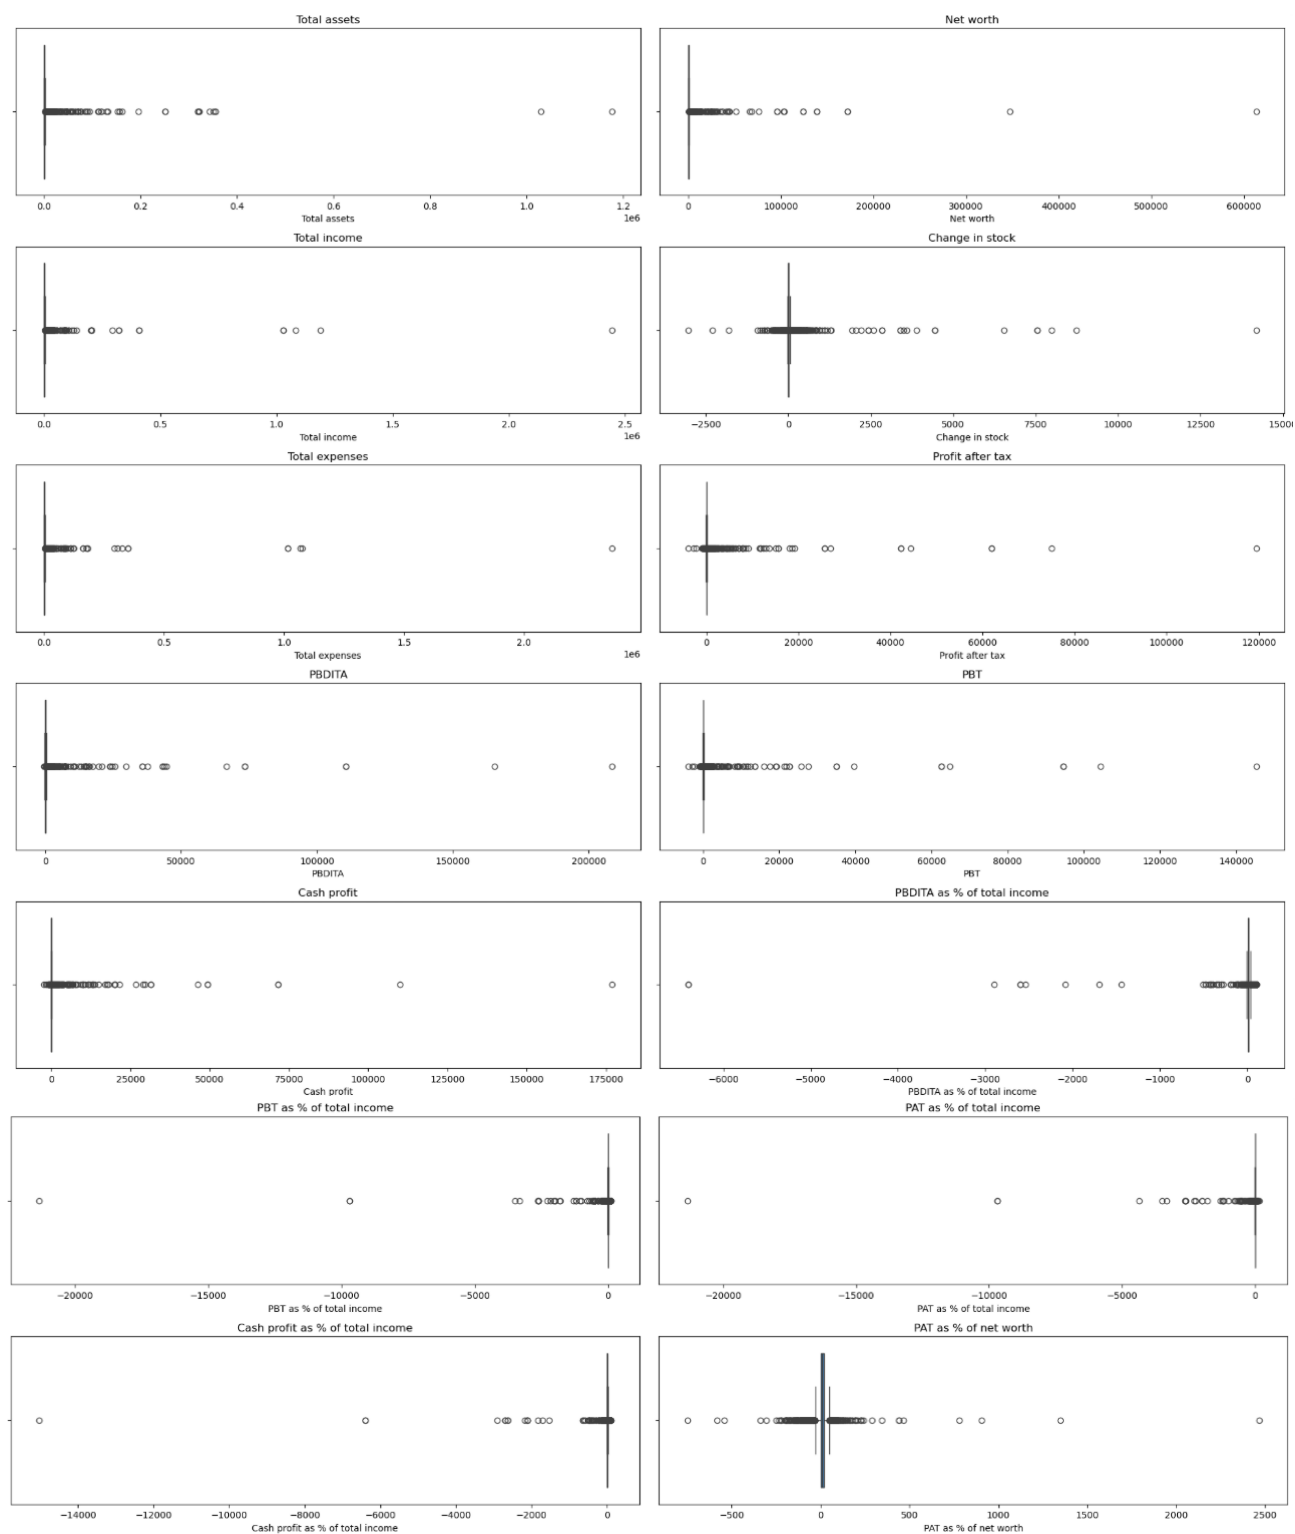 Total assets
0.0 0.2 0.4 0.6 0.8 1.0 1.2
1e6
Total assets
Net worth
0 100000 200000 300000 400000 500000 600000
Net worth
Total income
0.0 0.5 1.0 1.5 2.0 2.5
1e6
Total income
Change in stock
−2500 0 2500 5000 7500 10000 12500 1500
Change in stock
Total expenses
0.0 0.5 1.0 1.5 2.0
1e6
Total expenses
Profit after tax
0 20000 40000 60000 80000 100000 120000
Profit after tax
PBDITA
0 50000 100000 150000 200000
PBDITA
PBT
0 20000 40000 60000 80000 100000 120000 140000
PBT
Cash profit
0 25000 50000 75000 100000 125000 150000 175000
Cash profit
PBDITA as % of total income
−6000 −5000 −4000 −3000 −2000 −1000 0
PBDITA as % of total income
PBT as % of total income
−20000 −15000 −10000 −5000 0
PBT as % of total income
PAT as % of total income
−20000 −15000 −10000 −5000 0
PAT as % of total income
Cash profit as % of total income
−14000 −12000 −10000 −8000 −6000 −4000 −2000 0
Cash profit as % of total income
PAT as % of net worth
−500 0 500 1000 1500 2000 2500
PAT as % of net worth